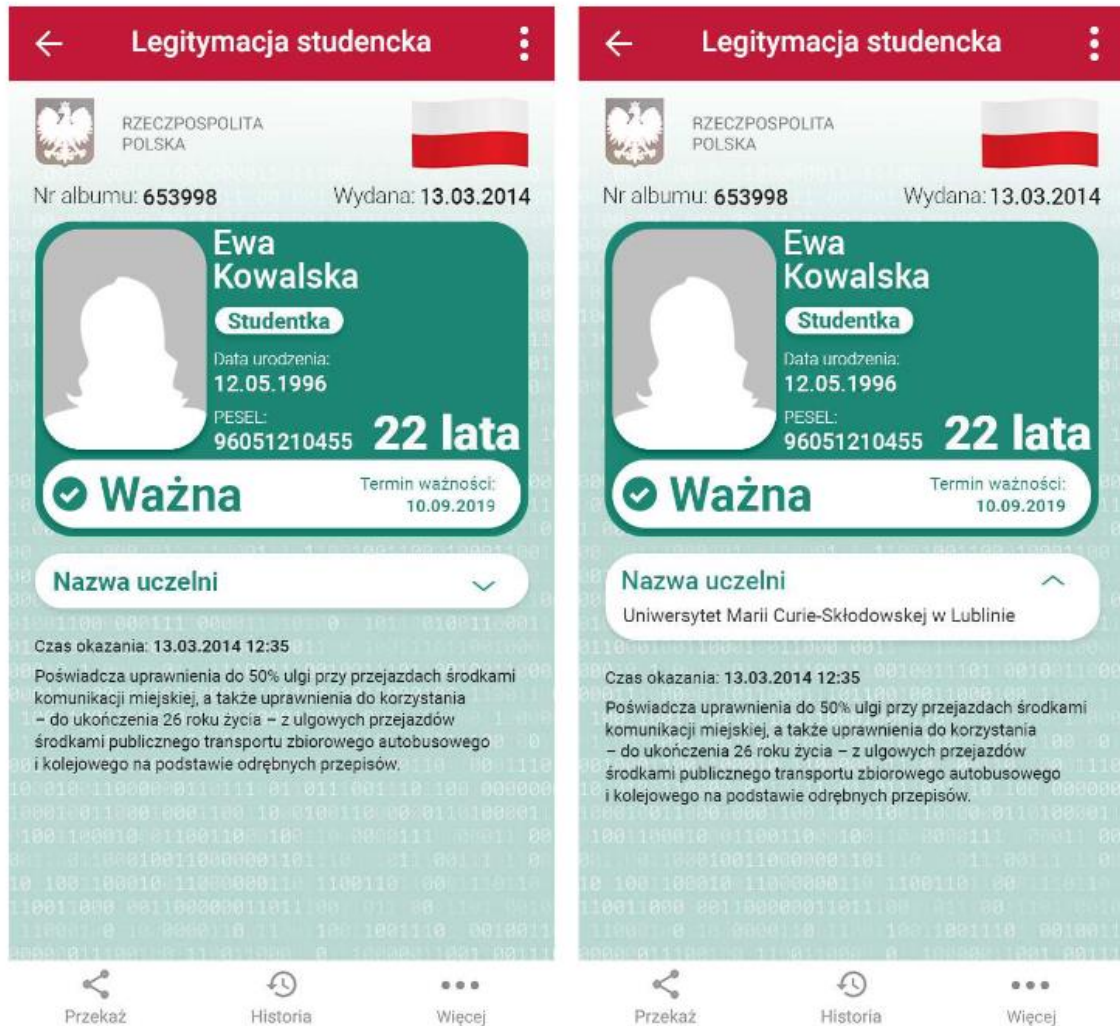 Legitymacja studencka
RZECZPOSPOLITA
POLSKA
Nr albumu: 653998
Wydana: 13.03.2014
Ewa
Kowalska
Studentka
Data urodzenia:
12.05.1996
PESEL:
96051210455
22 lata
Ważna
Termin ważności:
10.09.2019
Nazwa uczelni
Czas okazania: 13.03.2014 12:35
Poświadcza uprawnienia do 50% ulgi przy przejazdach środkami
komunikacji miejskiej, a także uprawnienia do korzystania
– do ukończenia 26 roku życia – z ulgowych przejazdów
środkami publicznego transportu zbiorowego autobusowego
i kolejowego na podstawie odrębnych przepisów.
Przekaż
Historia
Więcej
Legitymacja studencka
RZECZPOSPOLITA
POLSKA
Nr albumu: 653998
Wydana: 13.03.2014
Ewa
Kowalska
Studentka
Data urodzenia:
12.05.1996
PESEL:
96051210455
22 lata
Ważna
Termin ważności:
10.09.2019
Nazwa uczelni
Uniwersytet Marii Curie-Skłodowskej w Lublinie
Czas okazania: 13.03.2014 12:35
Poświadcza uprawnienia do 50% ulgi przy przejazdach środkami
komunikacji miejskiej, a także uprawnienia do korzystania
– do ukończenia 26 roku życia – z ulgowych przejazdów
środkami publicznego transportu zbiorowego autobusowego
i kolejowego na podstawie odrębnych przepisów.
Przekaż
Historia
Więcej